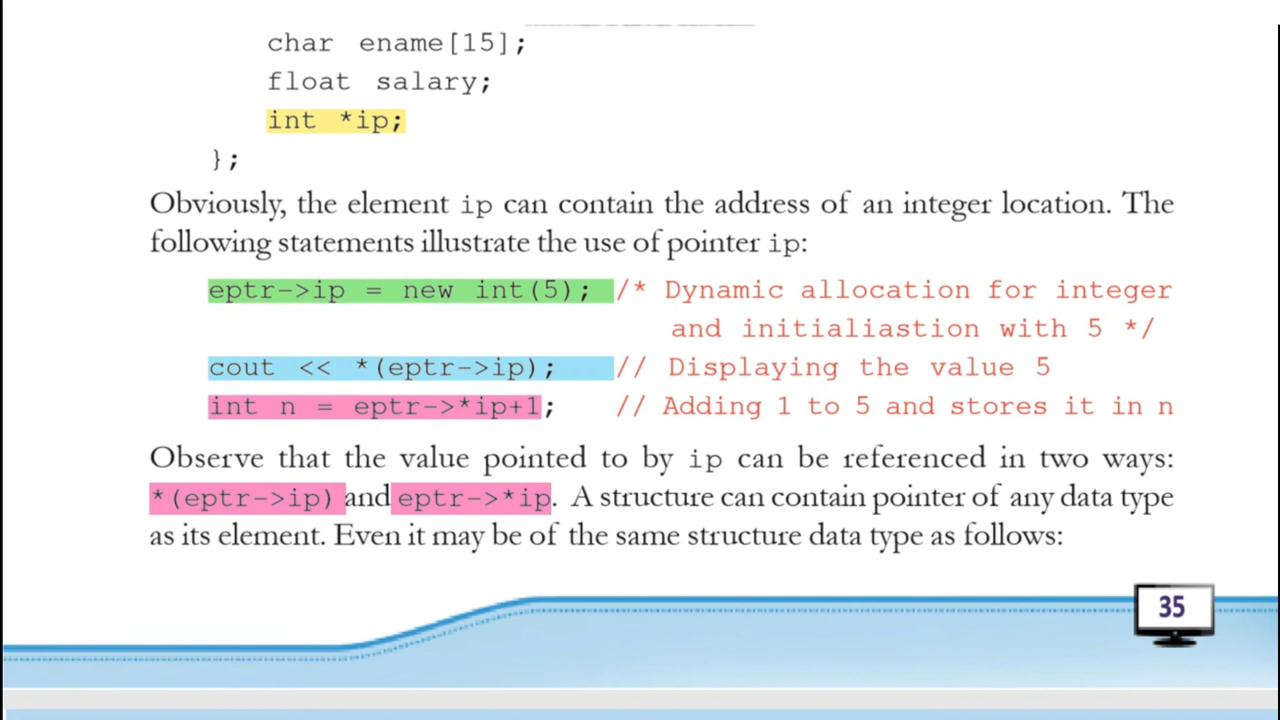 char ename[15];
float salary;
int *ip;
};
Obviously, the element ip can contain the address of an integer location. The
following statements illustrate the use of pointer ip:
eptr->ip = new int(5); /* Dynamic allocation for integer
and initialiastion with 5 */
cout << *(eptr->ip); // Displaying the value 5
int n = eptr->*ip+1; // Adding 1 to 5 and stores it in n
Observe that the value pointed to by ip can be referenced in two ways:
*(eptr->ip) and eptr->*ip. A structure can contain pointer of any data type
as its element. Even it may be of the same structure data type as follows:
35